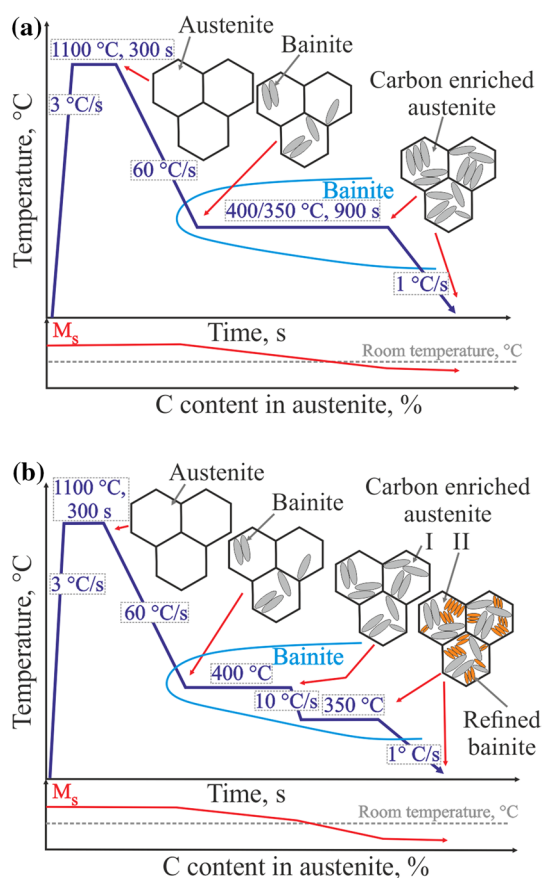 (a)
1100 °C, 300 s
Austenite
Bainite
Carbon enriched
austenite
3 °C/s
60 °C/s
Bainite
400/350 °C, 900 s
1 °C/s
Temperature, °C
Time, s
Ms
Room temperature, °C
C content in austenite, %
(b)
1100 °C,
300 s
Austenite
Bainite
Carbon enriched
austenite
I II
3 °C/s
60 °C/s
Bainite
400 °C
10 °C/s
350 °C
Refined
bainite
1° C/s
Temperature, °C
Time, s
Ms
Room temperature, °C
C content in austenite, %